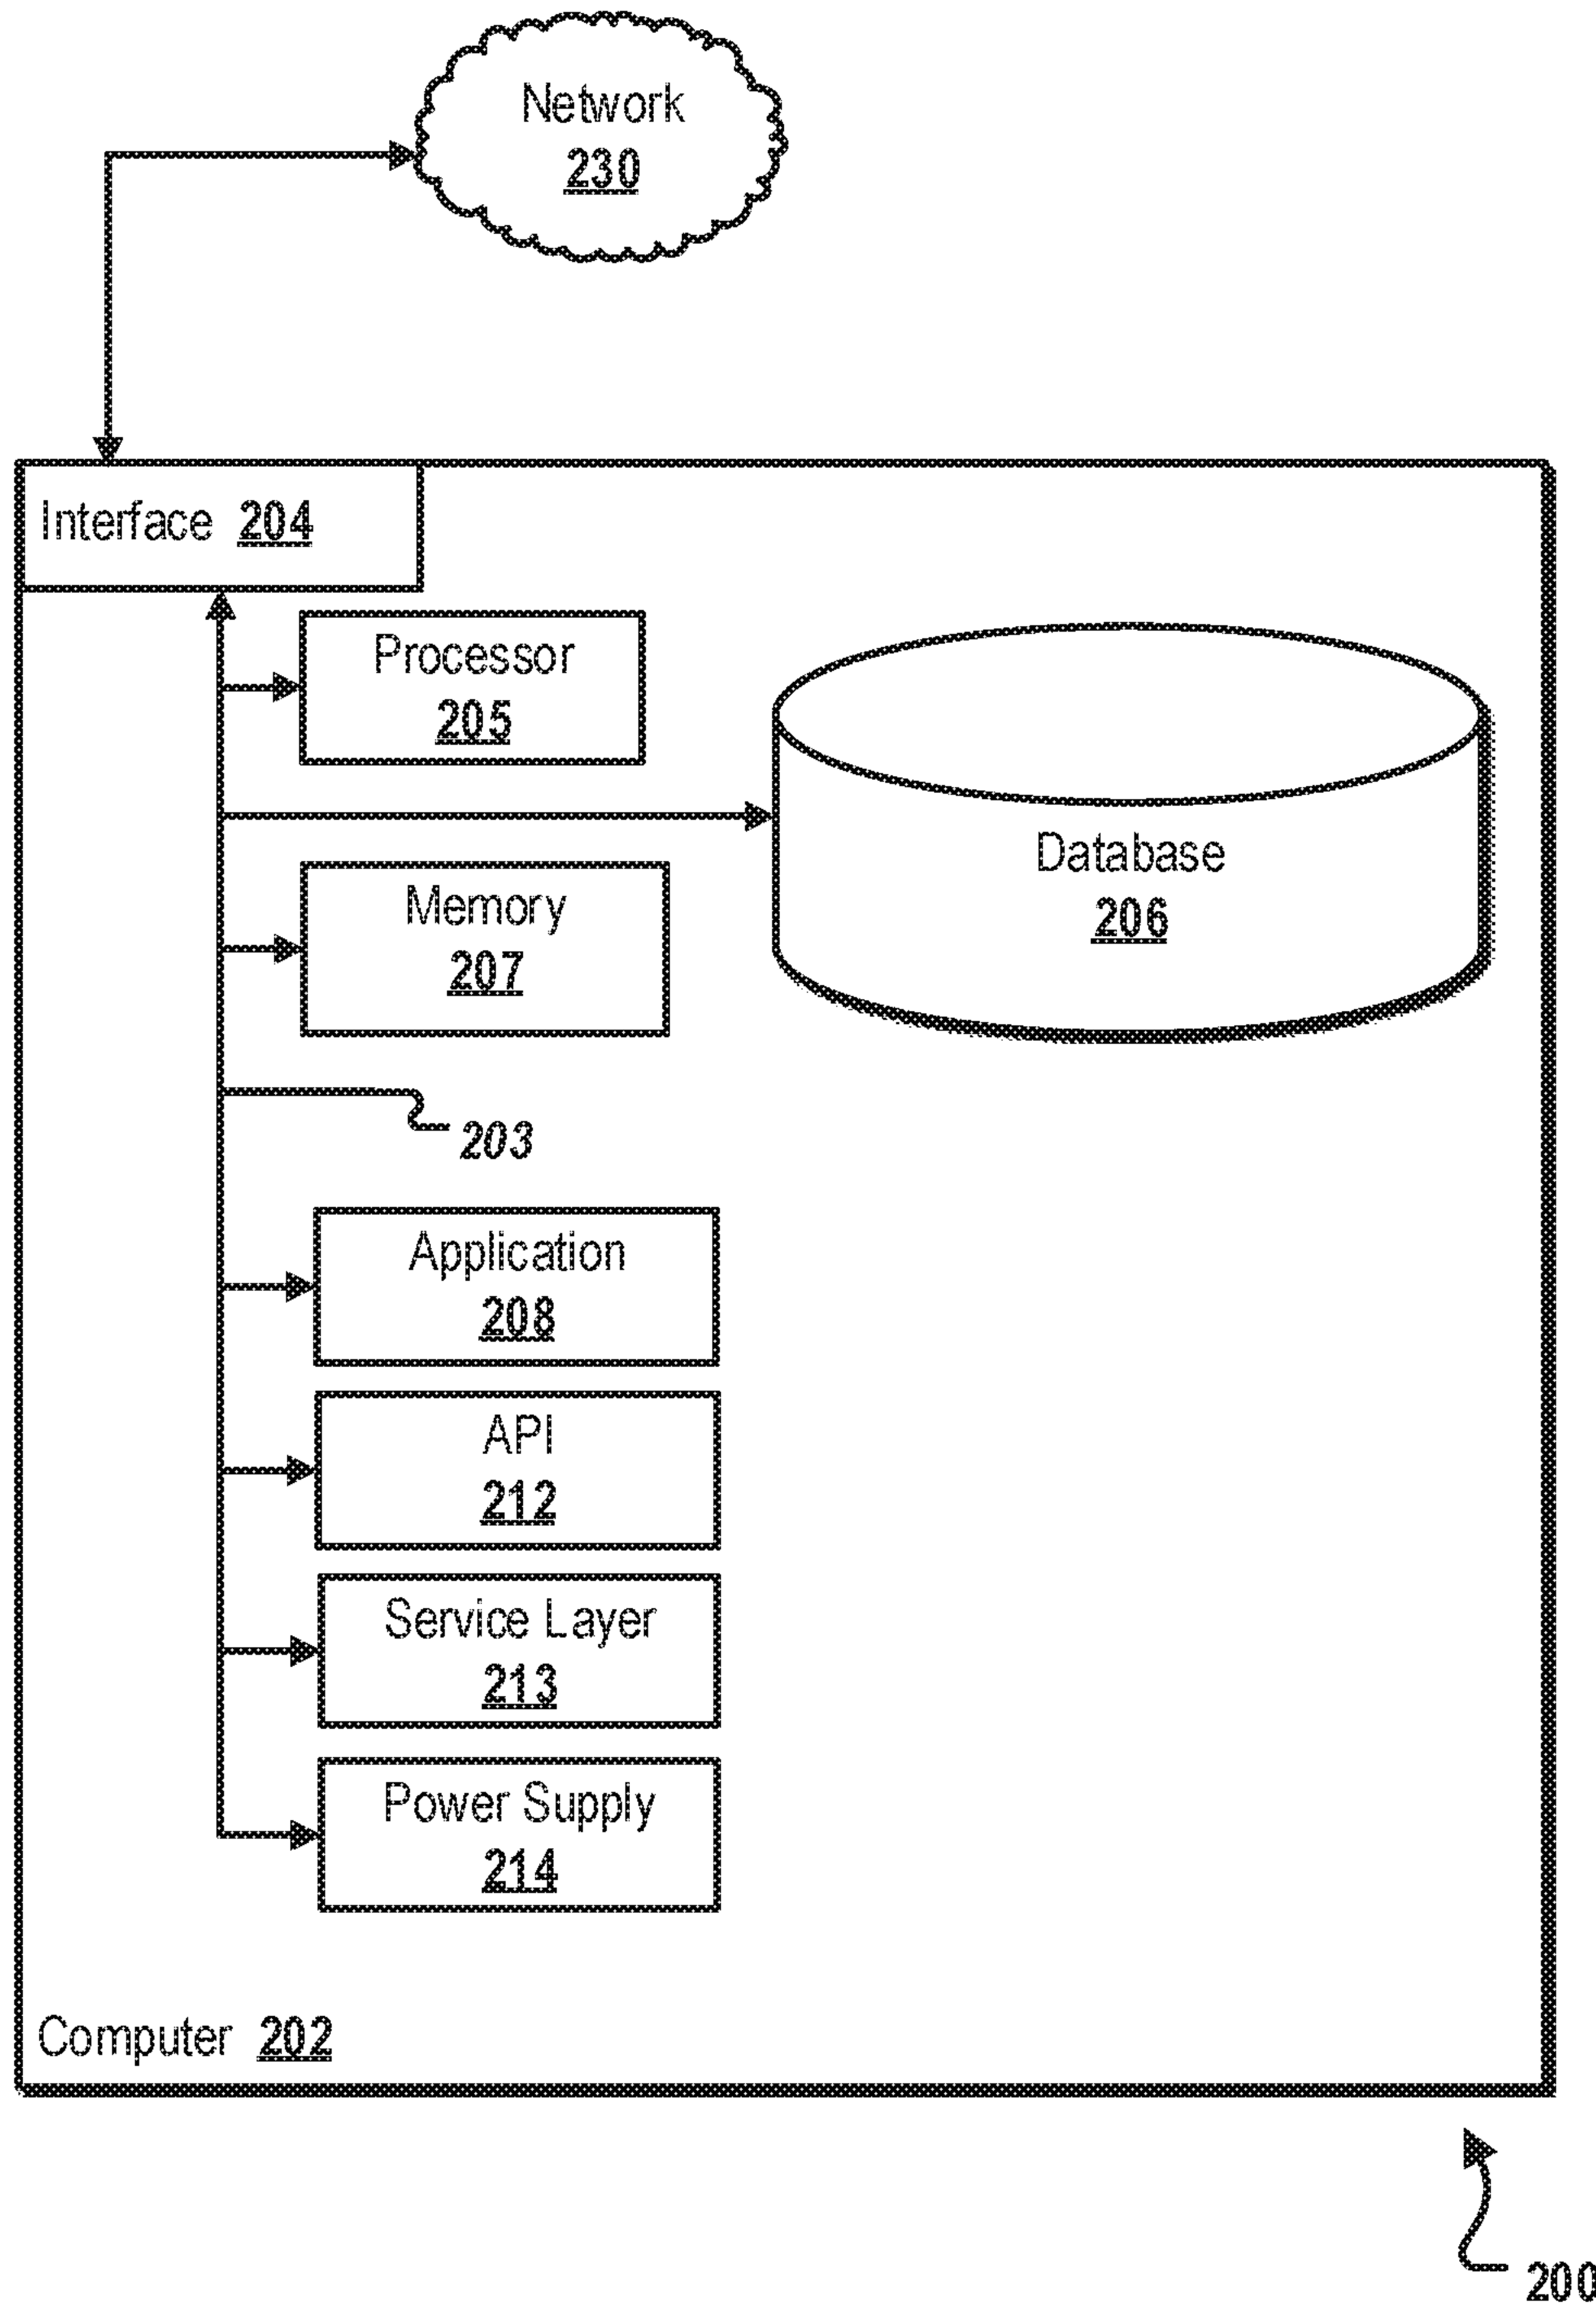 Network
230
Interface 204
Processor
205
Database
206
Memory
207
203
Application
208
API
212
Service Layer
213
Power Supply
214
Computer 202
200